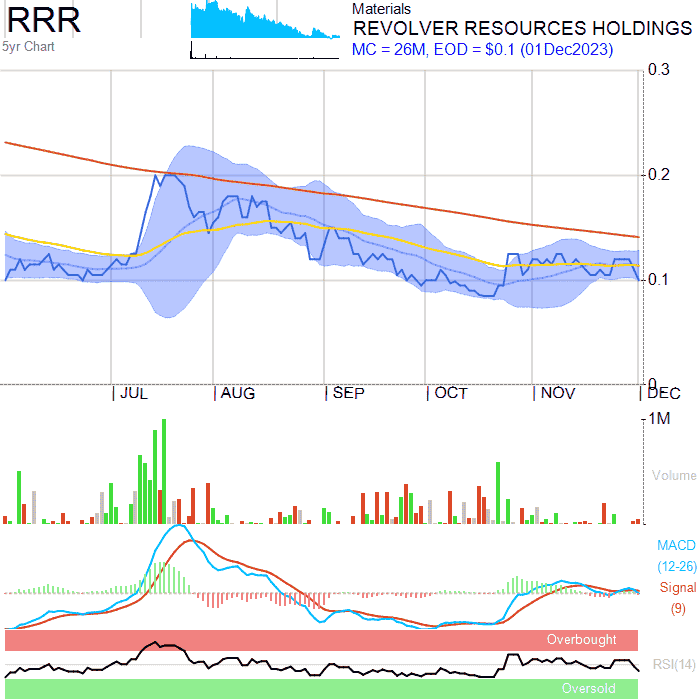 RRR
5yr Chart
Materials
REVOLVER RESOURCES HOLDINGS
MC = 26M, EOD = $0.1 (01Dec2023)
0.3
0.2
0.1
0
JUL AUG SEP OCT NOV DEC
1M
Volume
MACD
(12-26)
Signal
(9)
Overbought
RSI(14)
Oversold